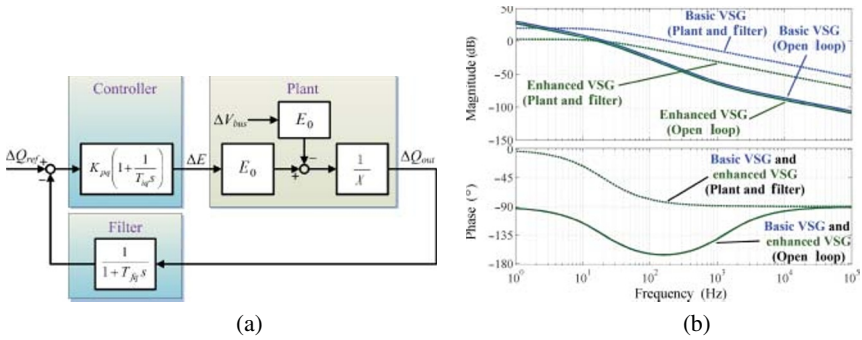 Controller
Plant
ΔV_bus
E_0
ΔQ_ref
+
−
K_pq(1+1/(T_iq s))
ΔE
E_0
+
−
1/X
ΔQ_out
Filter
1/(1+T_fq s)
(a)
Magnitude (dB)
50
0
−50
−100
−150
Basic VSG
(Plant and filter)
Basic VSG
(Open loop)
Enhanced VSG
(Plant and filter)
Enhanced VSG
(Open loop)
Phase (°)
0
−45
−90
−135
−180
Basic VSG and
enhanced VSG
(Plant and filter)
Basic VSG and
enhanced VSG
(Open loop)
10^0
10^1
10^2
10^3
10^4
10^5
Frequency (Hz)
(b)